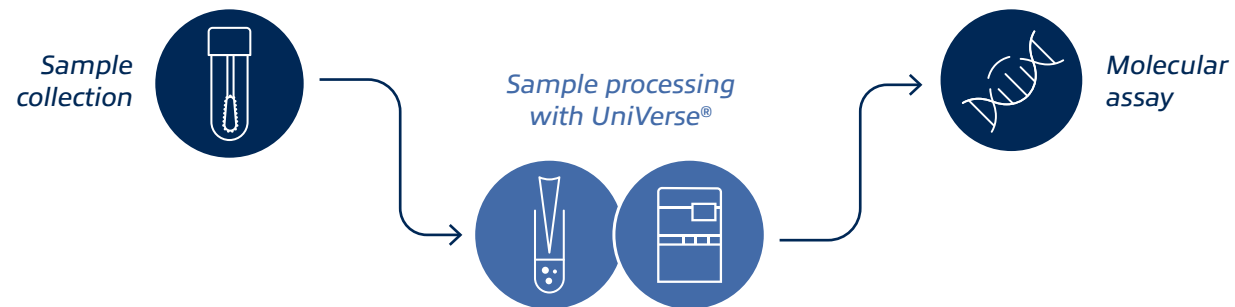 Sample
collection
Sample processing
with UniVerse®
Molecular
assay